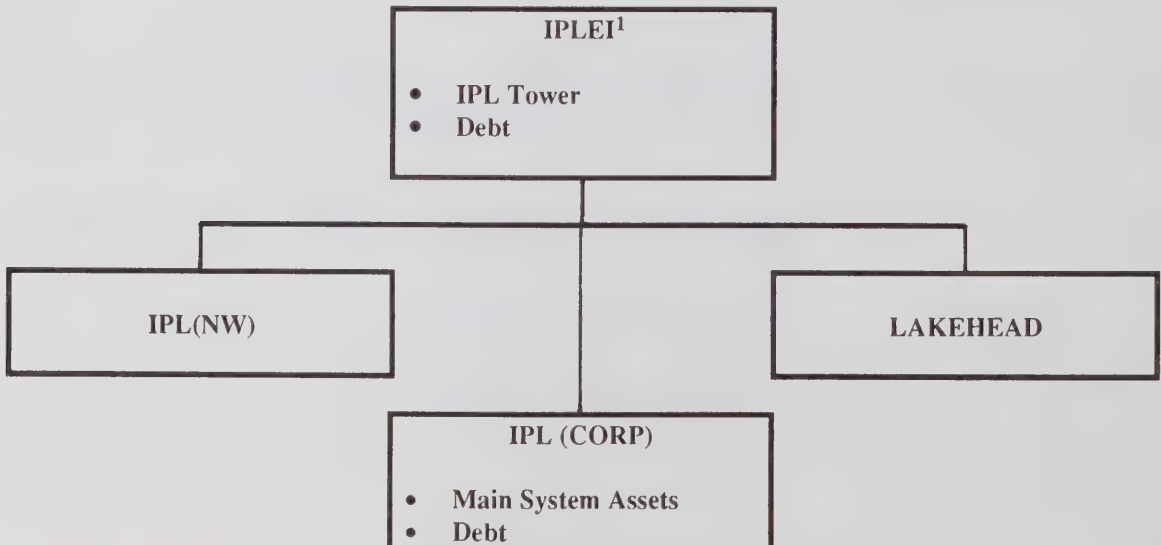 IPLEI¹
• IPL Tower
• Debt
IPL(NW)
LAKEHEAD
IPL (CORP)
• Main System Assets
• Debt